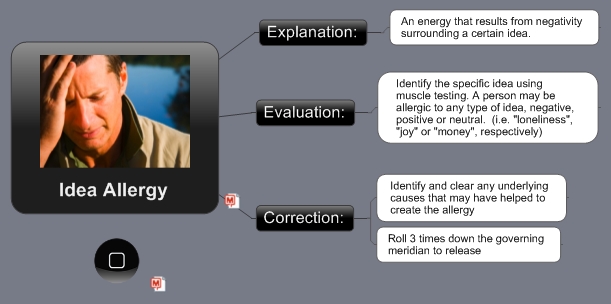 Idea Allergy
Explanation:
An energy that results from negativity
surrounding a certain idea.
Evaluation:
Identify the specific idea using
muscle testing. A person may be
allergic to any type of idea, negative,
positive or neutral.  (i.e. "loneliness",
"joy" or "money", respectively)
Correction:
Identify and clear any underlying
causes that may have helped to
create the allergy
Roll 3 times down the governing
meridian to release
M
M